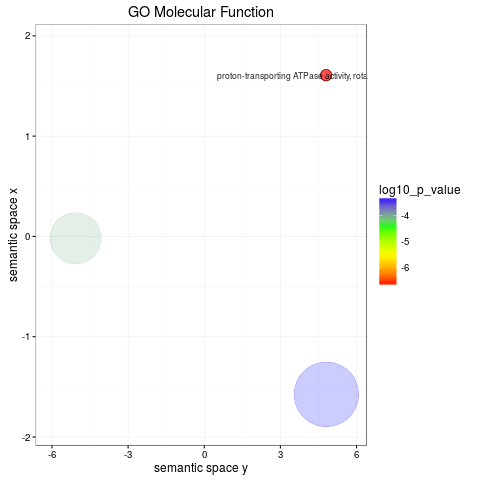 GO Molecular Function
2
1
0
-1
-2
semantic space x
proton-transporting ATPase activity, rota
-6
-3
0
3
6
semantic space y
log10_p_value
-4
-5
-6